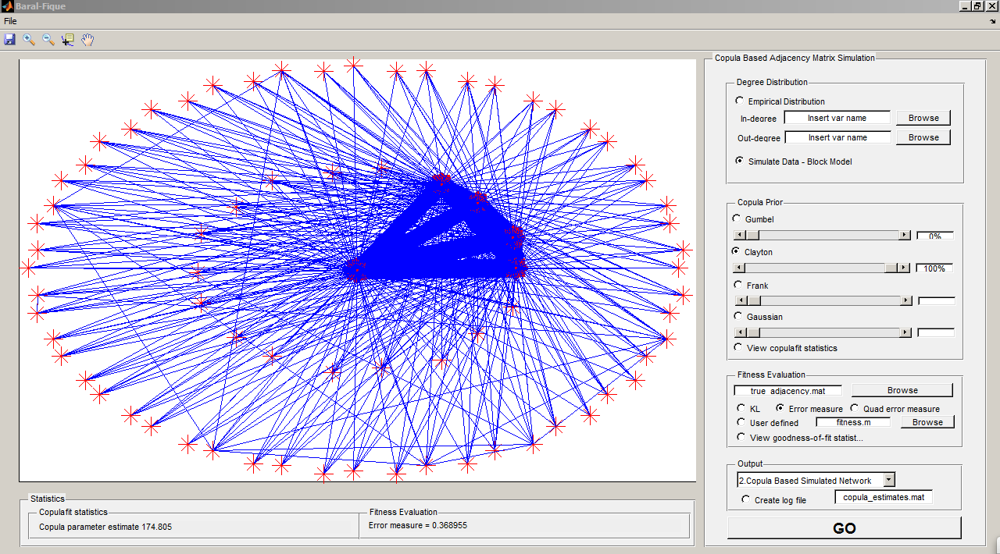 Baral-Fique
File
Copula Based Adjacency Matrix Simulation
Degree Distribution
Empirical Distribution
In-degree Insert var name Browse
Out-degree Insert var name Browse
Simulate Data - Block Model
Copula Prior
Gumbel
0%
Clayton
100%
Frank
Gaussian
View copulafit statistics
Fitness Evaluation
true_adjacency.mat Browse
KL Error measure Quad error measure
User defined fitness.m Browse
View goodness-of-fit statist...
Output
2.Copula Based Simulated Network
Create log file copula_estimates.mat
GO
Statistics
Copulafit statistics
Copula parameter estimate 174.805
Fitness Evaluation
Error measure = 0.368955